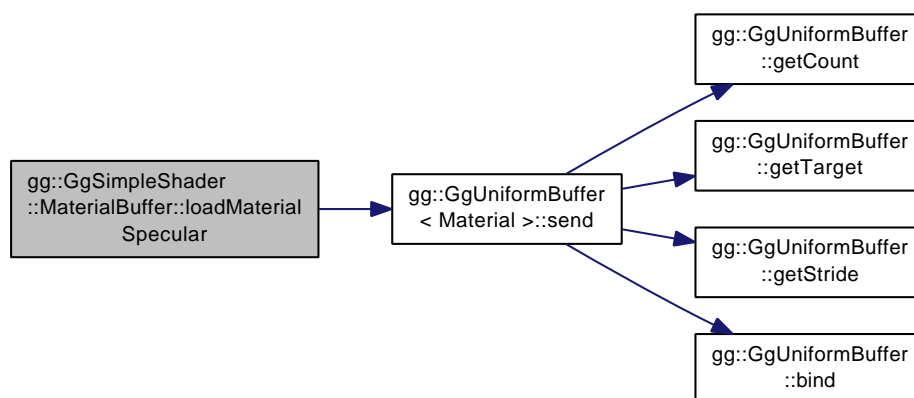 gg::GgSimpleShader
::MaterialBuffer::loadMaterial
Specular
gg::GgUniformBuffer
< Material >::send
gg::GgUniformBuffer
::getCount
gg::GgUniformBuffer
::getTarget
gg::GgUniformBuffer
::getStride
gg::GgUniformBuffer
::bind